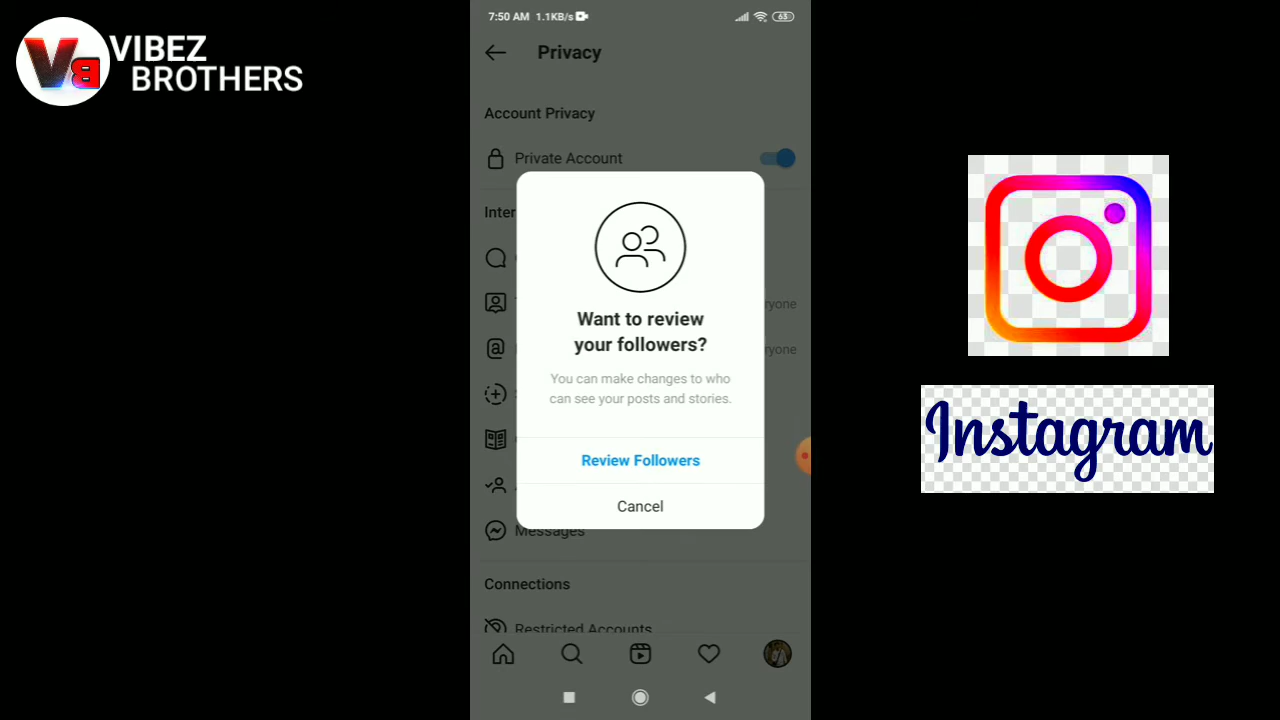 VIBEZ
BROTHERS
7:50 AM 1.1KB/s
63
Privacy
Account Privacy
Private Account
Inter
Want to review
your followers?
You can make changes to who
can see your posts and stories.
Review Followers
Cancel
ryone
ryone
Messages
Connections
Restricted Accounts
Instagram